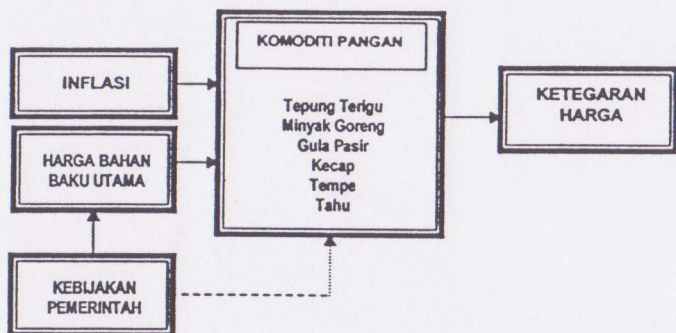 INFLASI
HARGA BAHAN
BAKU UTAMA
KEBIJAKAN
PEMERINTAH
KOMODITI PANGAN
Tepung Terigu
Minyak Goreng
Gula Pasir
Kecap
Tempe
Tahu
KETEGARAN
HARGA